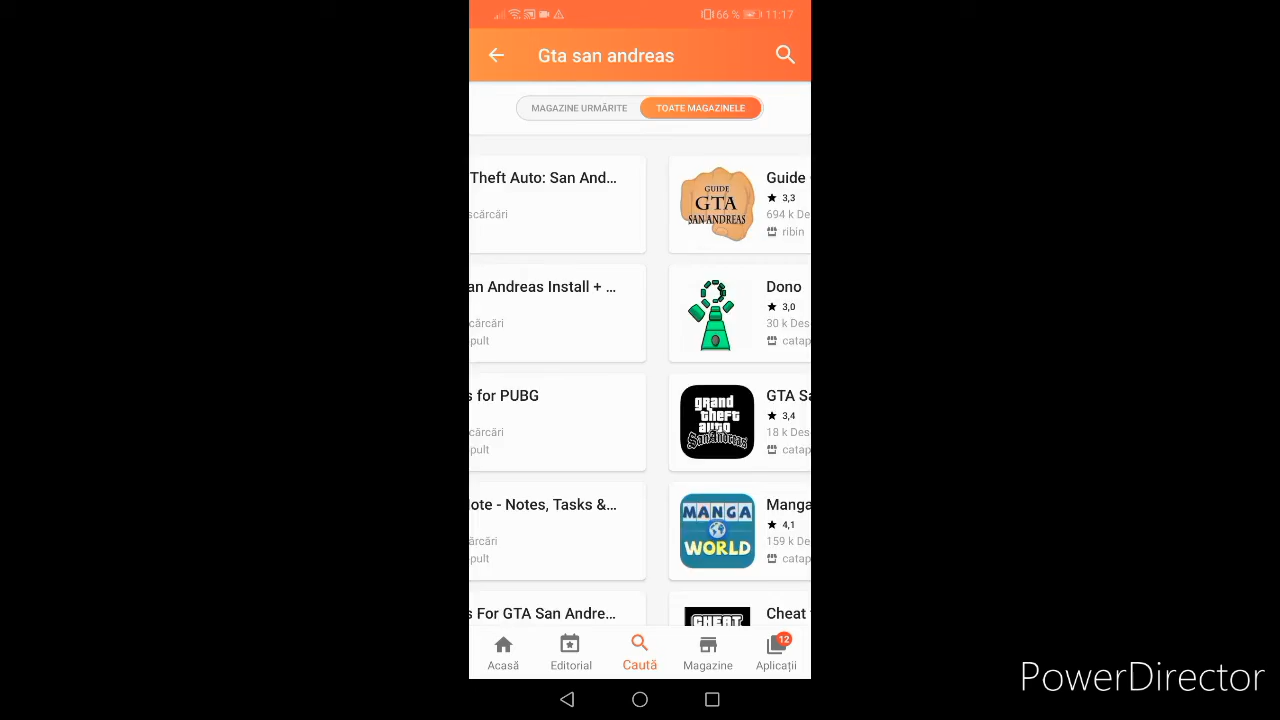 66 % 11:17
Gta san andreas
MAGAZINE URMĂRITE
TOATE MAGAZINELE
Theft Auto: San And...
scărcări
GUIDE
GTA
SAN ANDREAS
Guide
3,3
694 k De
ribin
an Andreas Install + ...
cărcări
pult
Dono
3,0
30 k Des
catap
s for PUBG
cărcări
pult
grand
theft
auto
San Andreas
GTA Sa
3,4
18 k Des
catap
lote - Notes, Tasks &...
ărcări
pult
MANGA
WORLD
Manga
4,1
159 k De
catap
s For GTA San Andre...
CHEAT
Cheat
Acasă
Editorial
Caută
Magazine
12
Aplicații
PowerDirector